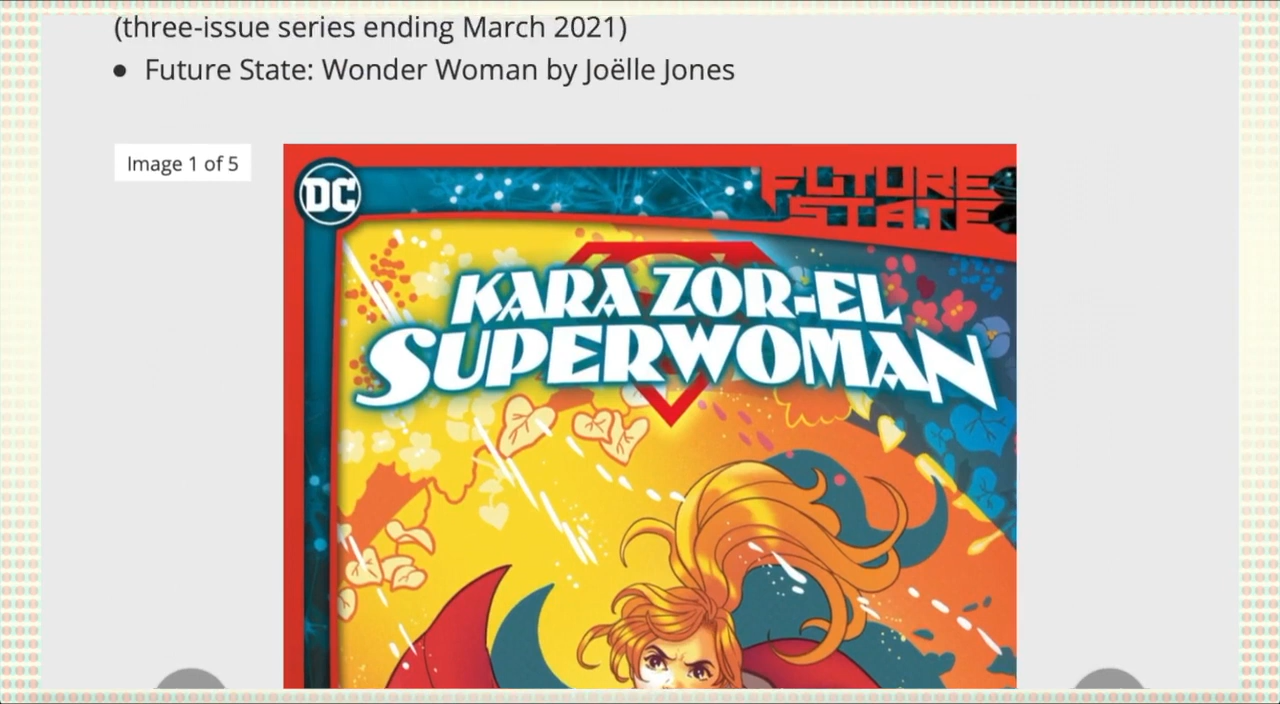 (three-issue series ending March 2021)
● Future State: Wonder Woman by Joëlle Jones
Image 1 of 5
DC
FUTURE
STATE
KARA ZOR-EL
SUPERWOMAN